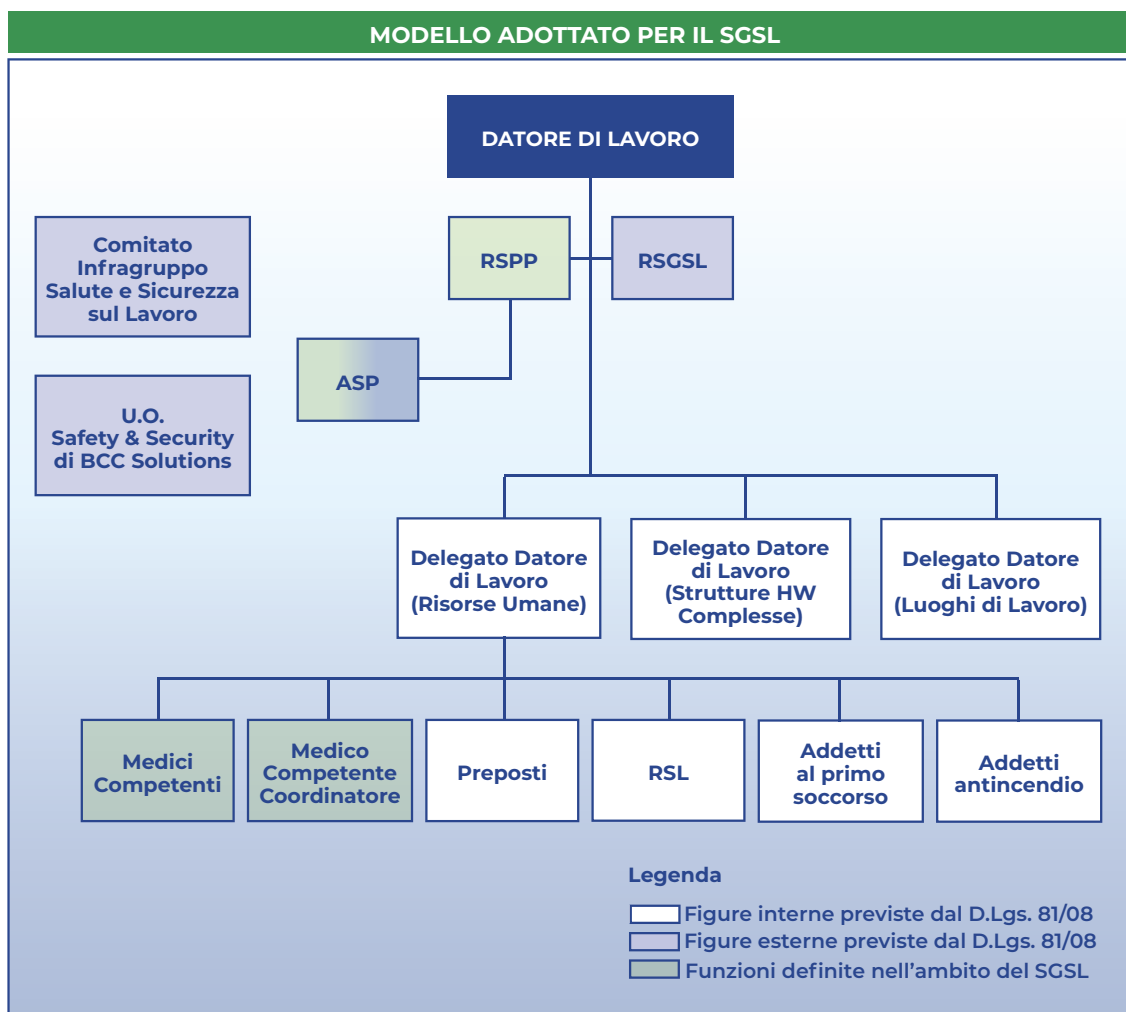 MODELLO ADOTTATO PER IL SGSL
DATORE DI LAVORO
Comitato
Infragruppo
Salute e Sicurezza
sul Lavoro
RSPP
RSGSL
ASP
U.O.
Safety & Security
di BCC Solutions
Delegato Datore
di Lavoro
(Risorse Umane)
Delegato Datore
di Lavoro
(Strutture HW
Complesse)
Delegato Datore
di Lavoro
(Luoghi di Lavoro)
Medici
Competenti
Medico
Competente
Coordinatore
Preposti
RSL
Addetti
al primo
soccorso
Addetti
antincendio
Legenda
Figure interne previste dal D.Lgs. 81/08
Figure esterne previste dal D.Lgs. 81/08
Funzioni definite nell'ambito del SGSL